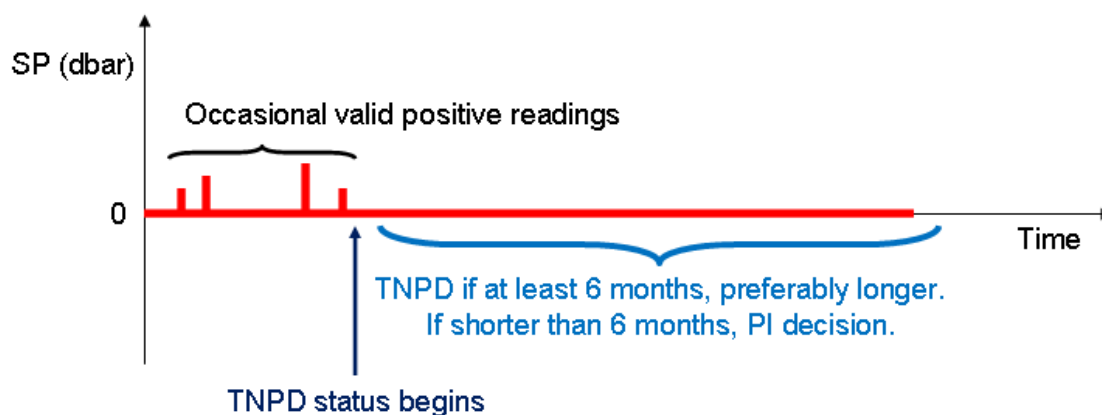 SP (dbar)
Occasional valid positive readings
0
Time
TNPD if at least 6 months, preferably longer.
If shorter than 6 months, PI decision.
TNPD status begins